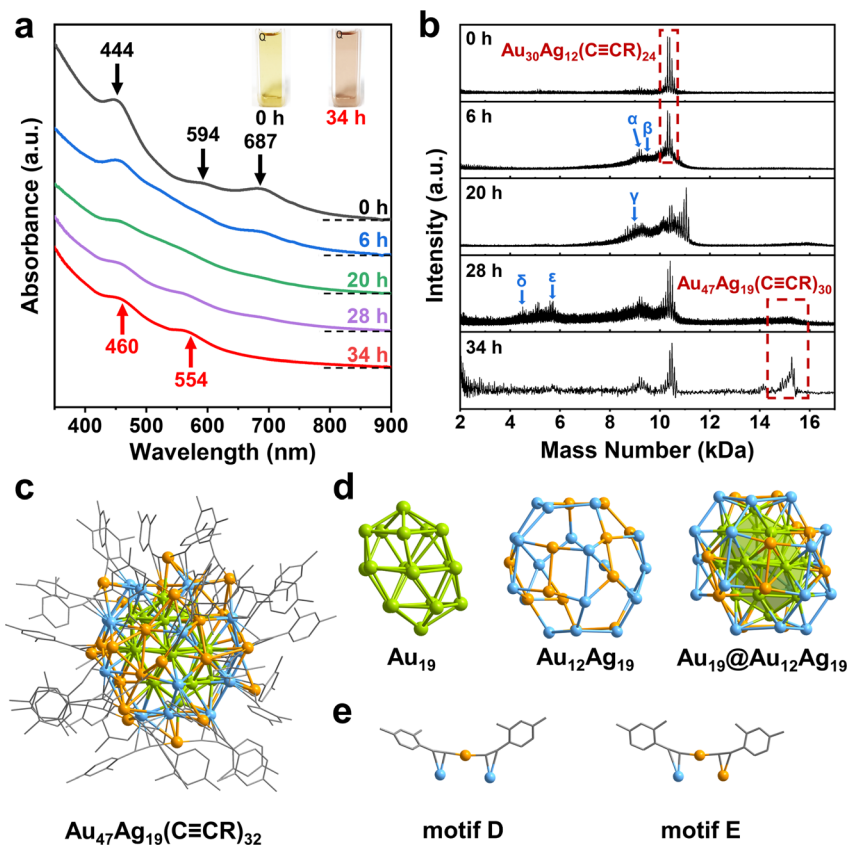 a
444
594
687
0 h
34 h
0 h
6 h
20 h
28 h
34 h
460
554
Absorbance (a.u.)
400
500
600
700
800
900
Wavelength (nm)
b
0 h
Au30Ag12(C≡CR)24
6 h
α
β
20 h
γ
28 h
δ
ε
Au47Ag19(C≡CR)30
34 h
Intensity (a.u.)
2
4
6
8
10
12
14
16
Mass Number (kDa)
c
Au47Ag19(C≡CR)32
d
Au19
Au12Ag19
Au19@Au12Ag19
e
motif D
motif E